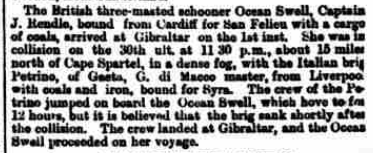 The British three-masted schooner Ocean Swell, Captain
J. Rendle, bound from Cardiff for San Felieu with a cargo
of coals, arrived at Gibraltar on the 1st inst. She was in
collision on the 30th ult. at 11 30 p.m., about 15 miles
north of Cape Spartel, in a dense fog, with the Italian brig
Petrino, of Gaeta, G. di Macco master, from Liverpool
with coals and iron, bound for Syra. The crew of the Pe-
trino jumped on board the Ocean Swell, which hove to for
12 hours, but it is believed that the brig sank shortly after
the collision. The crew landed at Gibraltar, and the Ocean
Swell proceeded on her voyage.